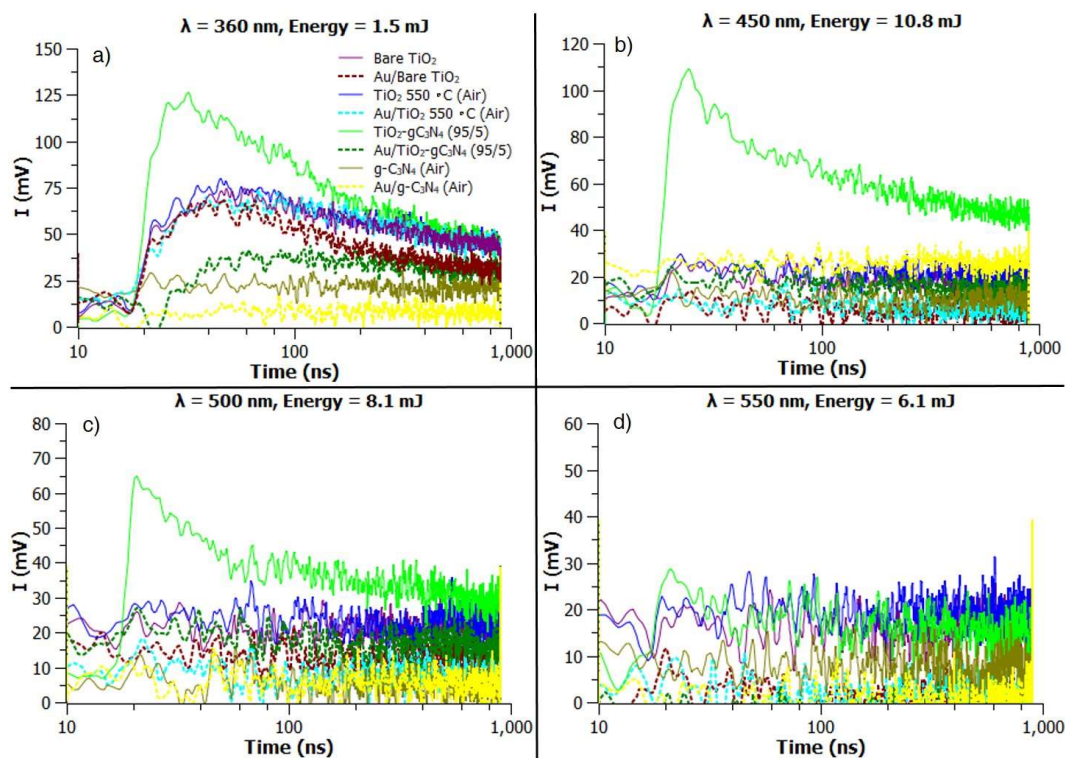 λ = 360 nm, Energy = 1.5 mJ
a)
150
125
100
75
50
25
0
I (mV)
Bare TiO₂
Au/Bare TiO₂
TiO₂ 550 ∘C (Air)
Au/TiO₂ 550 ∘C (Air)
TiO₂-gC₃N₄ (95/5)
Au/TiO₂-gC₃N₄ (95/5)
g-C₃N₄ (Air)
Au/g-C₃N₄ (Air)
10 100 1,000
Time (ns)
λ = 450 nm, Energy = 10.8 mJ
b)
120
100
80
60
40
20
0
I (mV)
10 100 1,000
Time (ns)
λ = 500 nm, Energy = 8.1 mJ
c)
80
70
60
50
40
30
20
10
0
I (mV)
10 100 1,000
Time (ns)
λ = 550 nm, Energy = 6.1 mJ
d)
60
50
40
30
20
10
0
I (mV)
10 100 1,000
Time (ns)